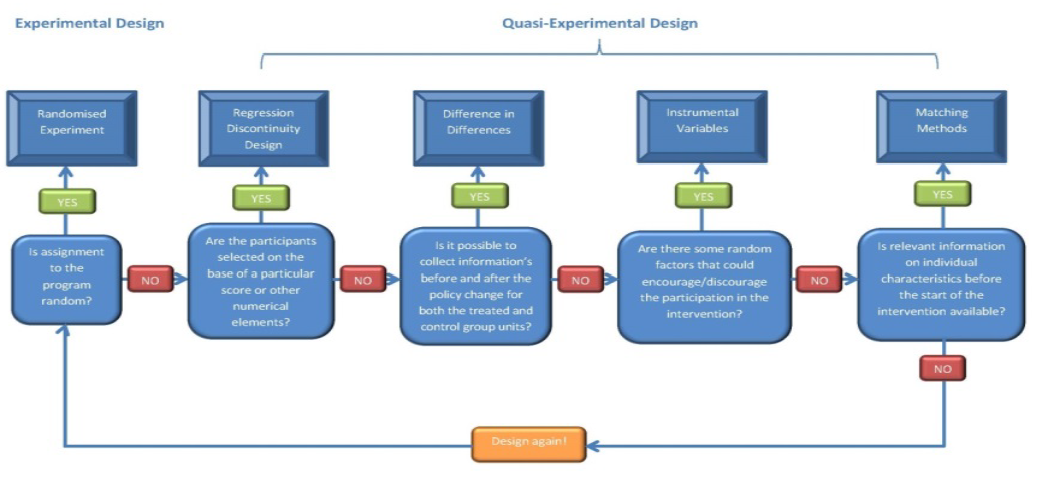 Experimental Design
Quasi-Experimental Design
Randomised
Experiment
Regression
Discontinuity
Design
Difference in
Differences
Instrumental
Variables
Matching
Methods
YES
YES
YES
YES
YES
Is assignment
to the
program
random?
NO
Are the participants
selected on the
base of a particular
score or other
numerical
elements?
NO
Is it possible to
collect information's
before and after the
policy change for
both the treated and
control group units?
NO
Are there some random
factors that could
encourage/discourage
the participation in the
intervention?
NO
Is relevant information
on individual
characteristics before
the start of the
intervention available?
NO
Design again!